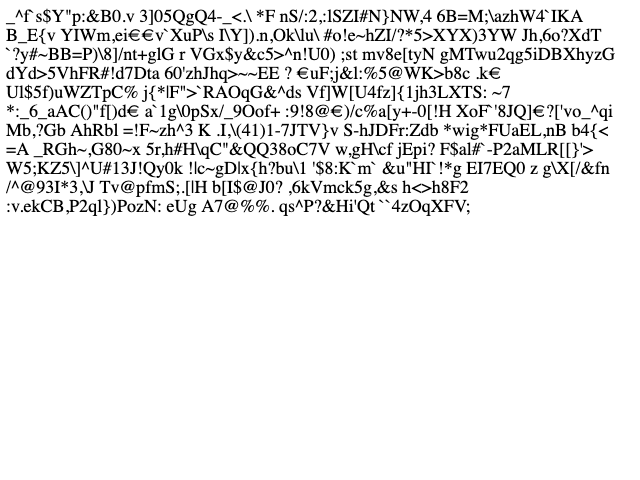 _^f`s$Y"p:&B0.v 3]05QgQ4-_<.\ *F nS/:2,:lSZI#N}NW,4 6B=M;\azhW4`IKA
B_E{v YIWm,ei€€v`XuP\s I\Y]).n,Ok\lu\ #o!e~hZI/?*5>XYX)3YW Jh,6o?XdT
`?y#~BB=P)\8]/nt+glG r VGx$y&c5>^n!U0) ;st mv8e[tyN gMTwu2qg5iDBXhyzG
dYd>5VhFR#!d7Dta 60'zhJhq>~~EE ? €uF:j&l:%5@WK>b8c .k€
Ul$5f)uWZTpC% j{*|F">`RAOqG&^ds Vf]W[U4fz]{1jh3LXTS: ~7
*:_6_aAC()"f[)d€ a`1g\0pSx/_9Oof+ :9!8@€)/c%a[y+-0[!H XoF`'8JQ]€?['vo_^qi
Mb,?Gb AhRbl =!F~zh^3 K .I,\(41)1-7JTV}v S-hJDFr:Zdb *wig*FUaEL,nB b4{<
=A _RGh~,G80~x 5r,h#H\qC"&QQ38oC7V w,gH\cf jEpi? F$al#`-P2aMLR[[}'>
W5;KZ5\]^U#13J!Qy0k !|c~gD|x{h?bu\1 '$8:K`m` &u"Hf`!*g EI7EQ0 z g\X[/&fn
/^@93I*3,\J Tv@pfmS;.[|H b[I$@J0? ,6kVmck5g,&s h<>h8F2
:v.ekCB,P2ql})PozN: eUg A7@%%. qs^P?&Hi'Qt``4zOqXFV;